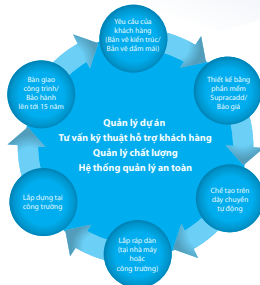 Yêu cầu của
khách hàng
(Bản vẽ kiến trúc/
Bản vẽ dầm mái)
Thiết kế bằng
phần mềm
Supracadd/
Báo giá
Chế tạo trên
dây chuyền
tự động
Lắp ráp dàn
(tại nhà máy
hoặc
công trường)
Lắp dựng tại
công trường
Bàn giao
công trình/
Bảo hành
lên tới 15 năm
Quản lý dự án
Tư vấn kỹ thuật hỗ trợ khách hàng
Quản lý chất lượng
Hệ thống quản lý an toàn